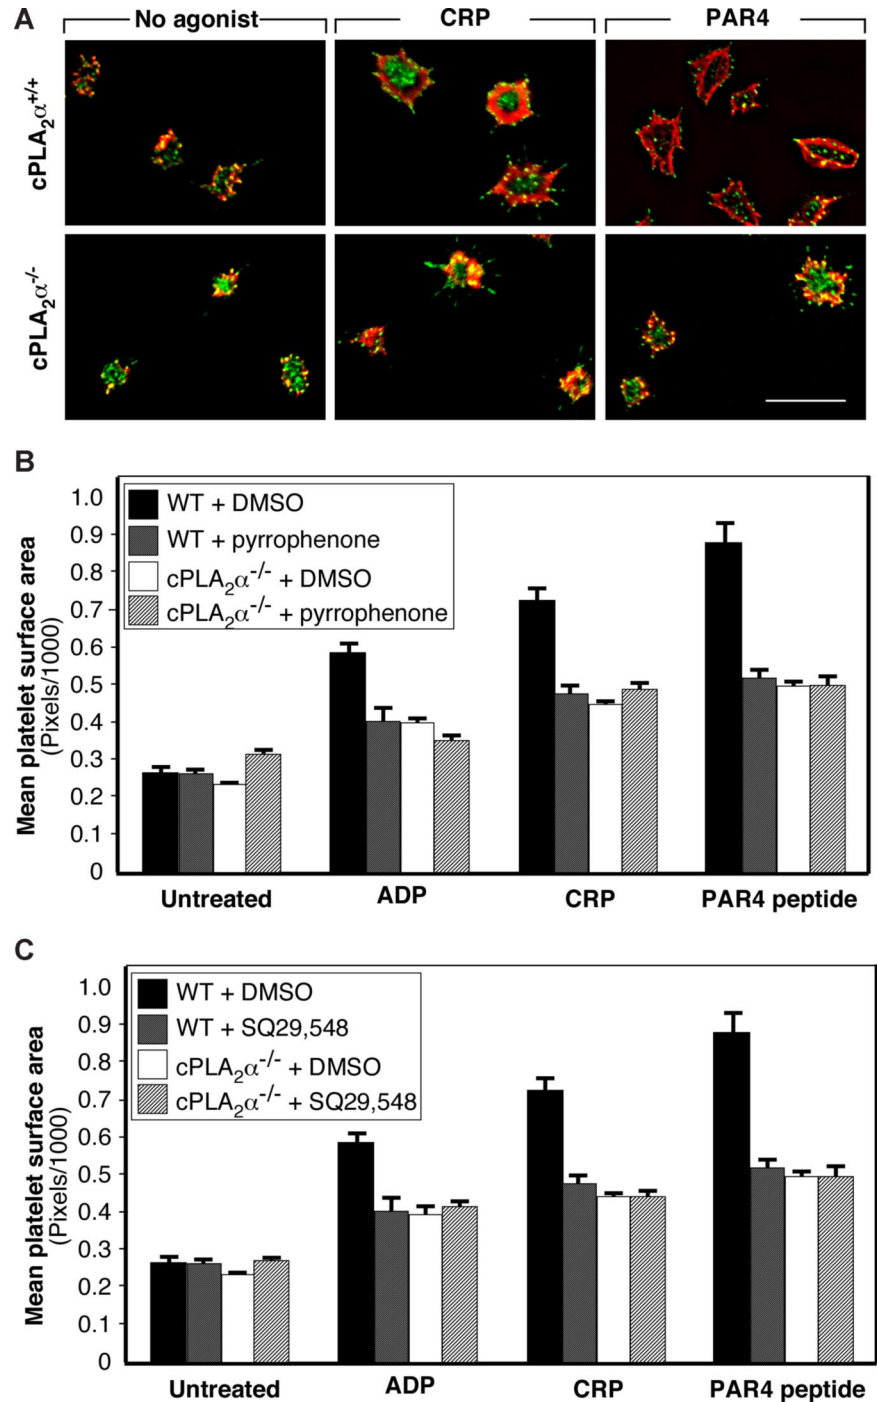 A
No agonist
CRP
PAR4
cPLA₂α⁺/⁺
cPLA₂α⁻/⁻
B
Mean platelet surface area
(Pixels/1000)
1.0
0.9
0.8
0.7
0.6
0.5
0.4
0.3
0.2
0.1
0
WT + DMSO
WT + pyrrophenone
cPLA₂α⁻/⁻ + DMSO
cPLA₂α⁻/⁻ + pyrrophenone
Untreated
ADP
CRP
PAR4 peptide
C
Mean platelet surface area
(Pixels/1000)
1.0
0.9
0.8
0.7
0.6
0.5
0.4
0.3
0.2
0.1
0
WT + DMSO
WT + SQ29,548
cPLA₂α⁻/⁻ + DMSO
cPLA₂α⁻/⁻ + SQ29,548
Untreated
ADP
CRP
PAR4 peptide